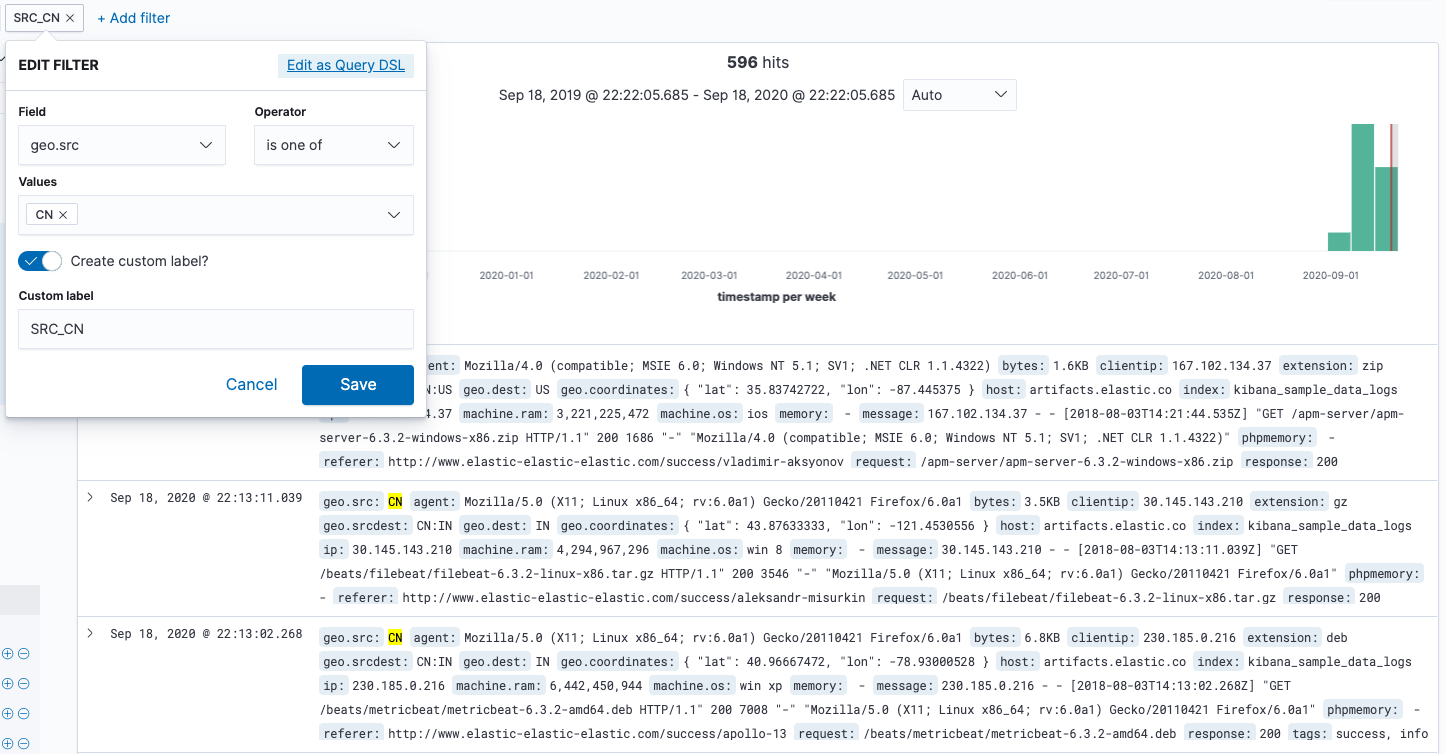 SRC_CN ✕ + Add filter
EDIT FILTER Edit as Query DSL
Field Operator
geo.src is one of
Values
CN ✕
Create custom label?
Custom label
SRC_CN
Cancel Save
596 hits
Sep 18, 2019 @ 22:22:05.685 - Sep 18, 2020 @ 22:22:05.685 Auto
2020-01-01 2020-02-01 2020-03-01 2020-04-01 2020-05-01 2020-06-01 2020-07-01 2020-08-01 2020-09-01
timestamp per week
ent: Mozilla/4.0 (compatible; MSIE 6.0; Windows NT 5.1; SV1; .NET CLR 1.1.4322) bytes: 1.6KB clientip: 167.102.134.37 extension: zip
N:US geo.dest: US geo.coordinates: { "lat": 35.83742722, "lon": -87.445375 } host: artifacts.elastic.co index: kibana_sample_data_logs
4.37 machine.ram: 3,221,225,472 machine.os: ios memory: - message: 167.102.134.37 - - [2018-08-03T14:21:44.535Z] "GET /apm-server/apm-
server-6.3.2-windows-x86.zip HTTP/1.1" 200 1686 "-" "Mozilla/4.0 (compatible; MSIE 6.0; Windows NT 5.1; SV1; .NET CLR 1.1.4322)" phpmemory: -
referer: http://www.elastic-elastic-elastic.com/success/vladimir-aksyonov request: /apm-server/apm-server-6.3.2-windows-x86.zip response: 200
Sep 18, 2020 @ 22:13:11.039 geo.src: CN agent: Mozilla/5.0 (X11; Linux x86_64; rv:6.0a1) Gecko/20110421 Firefox/6.0a1 bytes: 3.5KB clientip: 30.145.143.210 extension: gz
geo.srcdest: CN:IN geo.dest: IN geo.coordinates: { "lat": 43.87633333, "lon": -121.4530556 } host: artifacts.elastic.co index: kibana_sample_data_logs
ip: 30.145.143.210 machine.ram: 4,294,967,296 machine.os: win 8 memory: - message: 30.145.143.210 - - [2018-08-03T14:13:11.039Z] "GET
/beats/filebeat/filebeat-6.3.2-linux-x86.tar.gz HTTP/1.1" 200 3546 "-" "Mozilla/5.0 (X11; Linux x86_64; rv:6.0a1) Gecko/20110421 Firefox/6.0a1" phpmemory:
- referer: http://www.elastic-elastic-elastic.com/success/aleksandr-misurkin request: /beats/filebeat/filebeat-6.3.2-linux-x86.tar.gz response: 200
Sep 18, 2020 @ 22:13:02.268 geo.src: CN agent: Mozilla/5.0 (X11; Linux x86_64; rv:6.0a1) Gecko/20110421 Firefox/6.0a1 bytes: 6.8KB clientip: 230.185.0.216 extension: deb
geo.srcdest: CN:IN geo.dest: IN geo.coordinates: { "lat": 40.96667472, "lon": -78.93000528 } host: artifacts.elastic.co index: kibana_sample_data_logs
ip: 230.185.0.216 machine.ram: 6,442,450,944 machine.os: win xp memory: - message: 230.185.0.216 - - [2018-08-03T14:13:02.268Z] "GET
/beats/metricbeat/metricbeat-6.3.2-amd64.deb HTTP/1.1" 200 7008 "-" "Mozilla/5.0 (X11; Linux x86_64; rv:6.0a1) Gecko/20110421 Firefox/6.0a1" phpmemory: -
referer: http://www.elastic-elastic-elastic.com/success/apollo-13 request: /beats/metricbeat/metricbeat-6.3.2-amd64.deb response: 200 tags: success, info